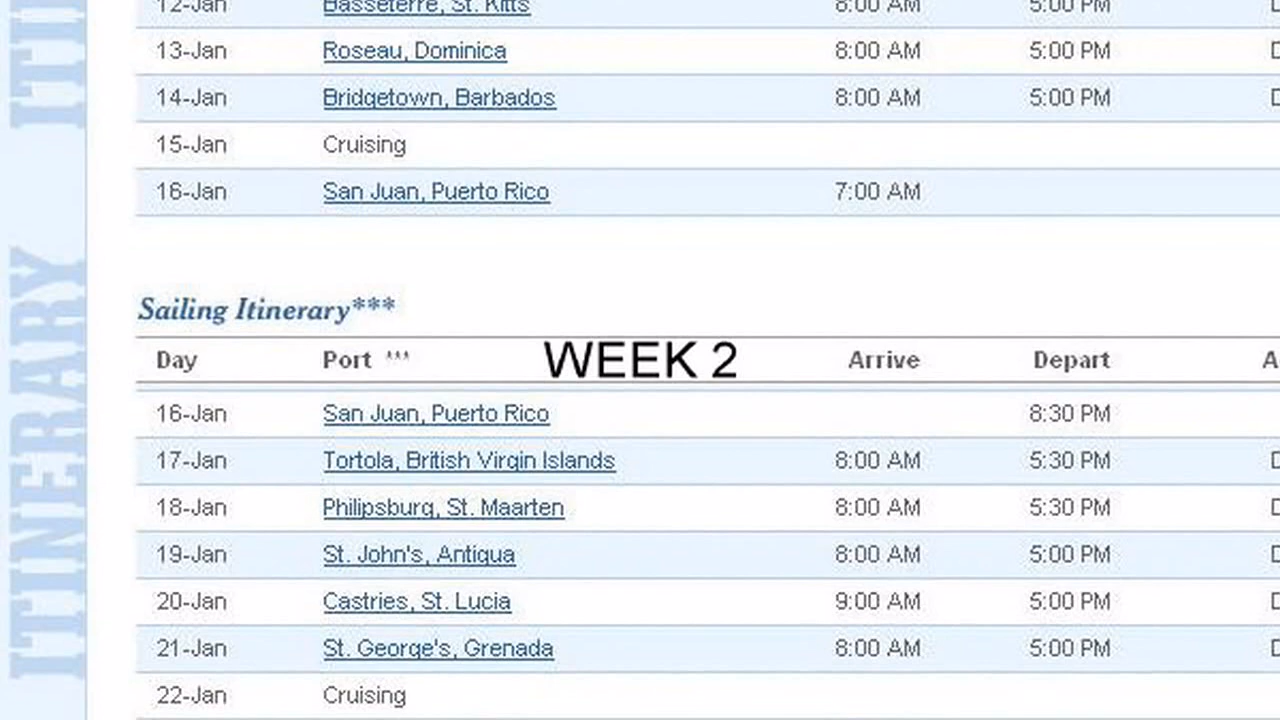 12-Jan Basseterre, St. Kitts 8:00 AM 5:00 PM
13-Jan Roseau, Dominica 8:00 AM 5:00 PM
14-Jan Bridgetown, Barbados 8:00 AM 5:00 PM
15-Jan Cruising
16-Jan San Juan, Puerto Rico 7:00 AM
ITINERARY
Sailing Itinerary***
Day Port *** WEEK 2 Arrive Depart
16-Jan San Juan, Puerto Rico 8:30 PM
17-Jan Tortola, British Virgin Islands 8:00 AM 5:30 PM
18-Jan Philipsburg, St. Maarten 8:00 AM 5:30 PM
19-Jan St. John's, Antigua 8:00 AM 5:00 PM
20-Jan Castries, St. Lucia 9:00 AM 5:00 PM
21-Jan St. George's, Grenada 8:00 AM 5:00 PM
22-Jan Cruising